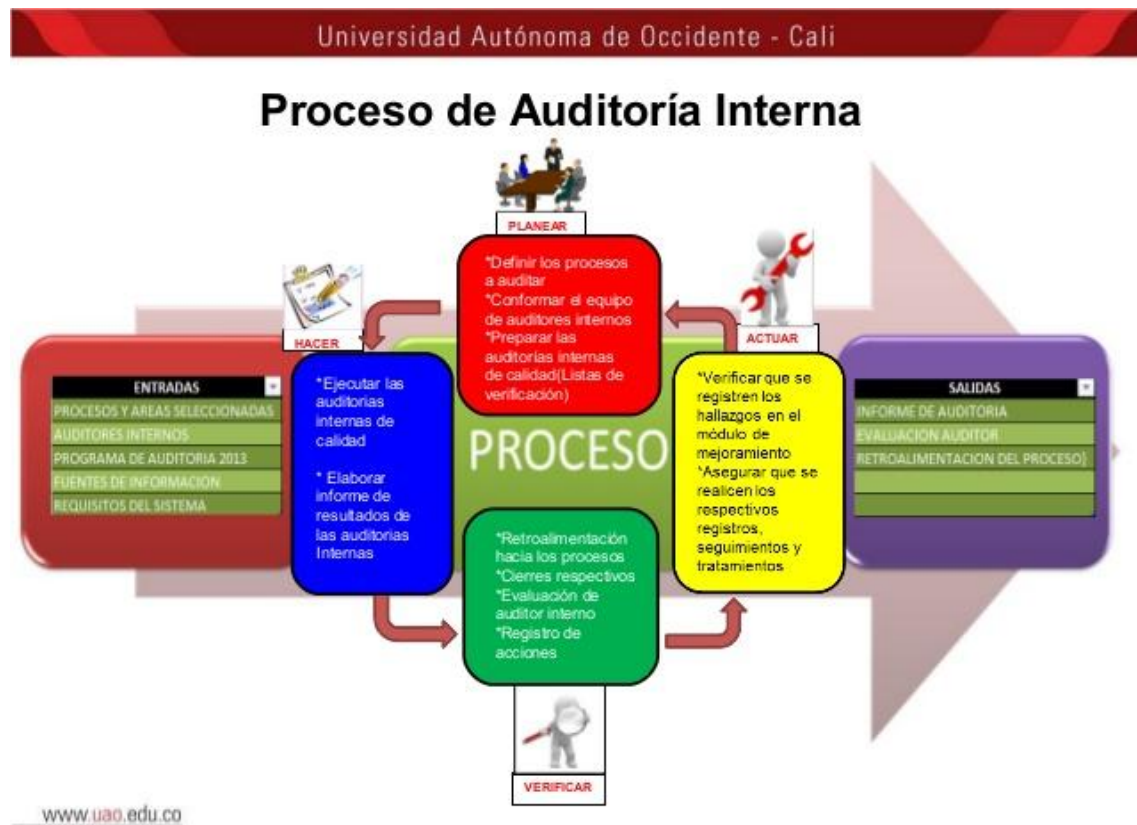 Universidad Autónoma de Occidente - Cali
Proceso de Auditoría Interna
PLANEAR
*Definir los procesos
a auditar
*Conformar el equipo
de auditores internos
*Preparar las
auditorías internas
de calidad(Listas de
verificación)
HACER
*Ejecutar las
auditorias
internas de
calidad
* Elaborar
informe de
resultados de
las auditorias
Internas
ACTUAR
*Verificar que se
registren los
hallazgos en el
módulo de
mejoramiento
*Asegurar que se
realicen los
respectivos
registros,
seguimientos y
tratamientos
ENTRADAS
PROCESOS Y AREAS SELECCIONADAS
AUDITORES INTERNOS
PROGRAMA DE AUDITORIA 2013
FUENTES DE INFORMACION
REQUISITOS DEL SISTEMA
PROCESO
SALIDAS
INFORME DE AUDITORIA
EVALUACION AUDITOR
RETROALIMENTACION DEL PROCESO)
*Retroalimentación
hacia los procesos
*Cierres respectivos
*Evaluación de
auditor interno
*Registro de
acciones
VERIFICAR
www.uao.edu.co